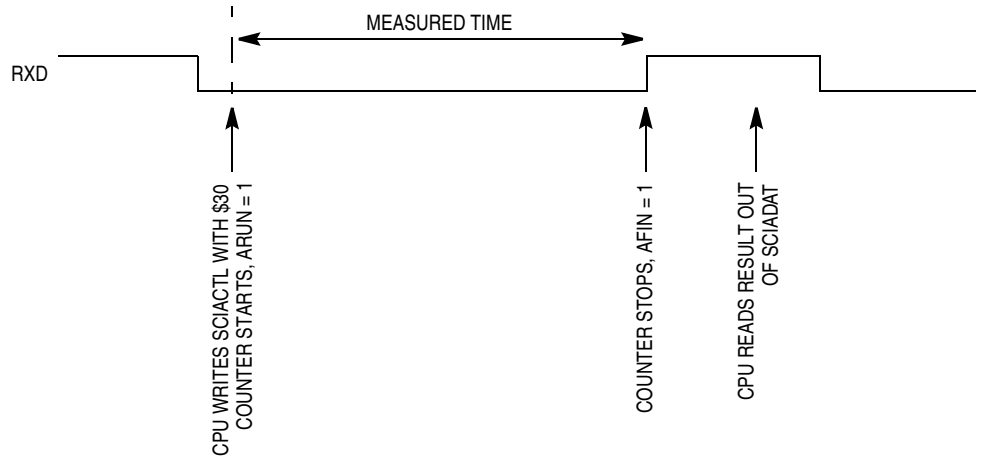 MEASURED TIME
RXD
CPU WRITES SCIACTL WITH $30
COUNTER STARTS, ARUN = 1
COUNTER STOPS, AFIN = 1
CPU READS RESULT OUT
OF SCIADAT